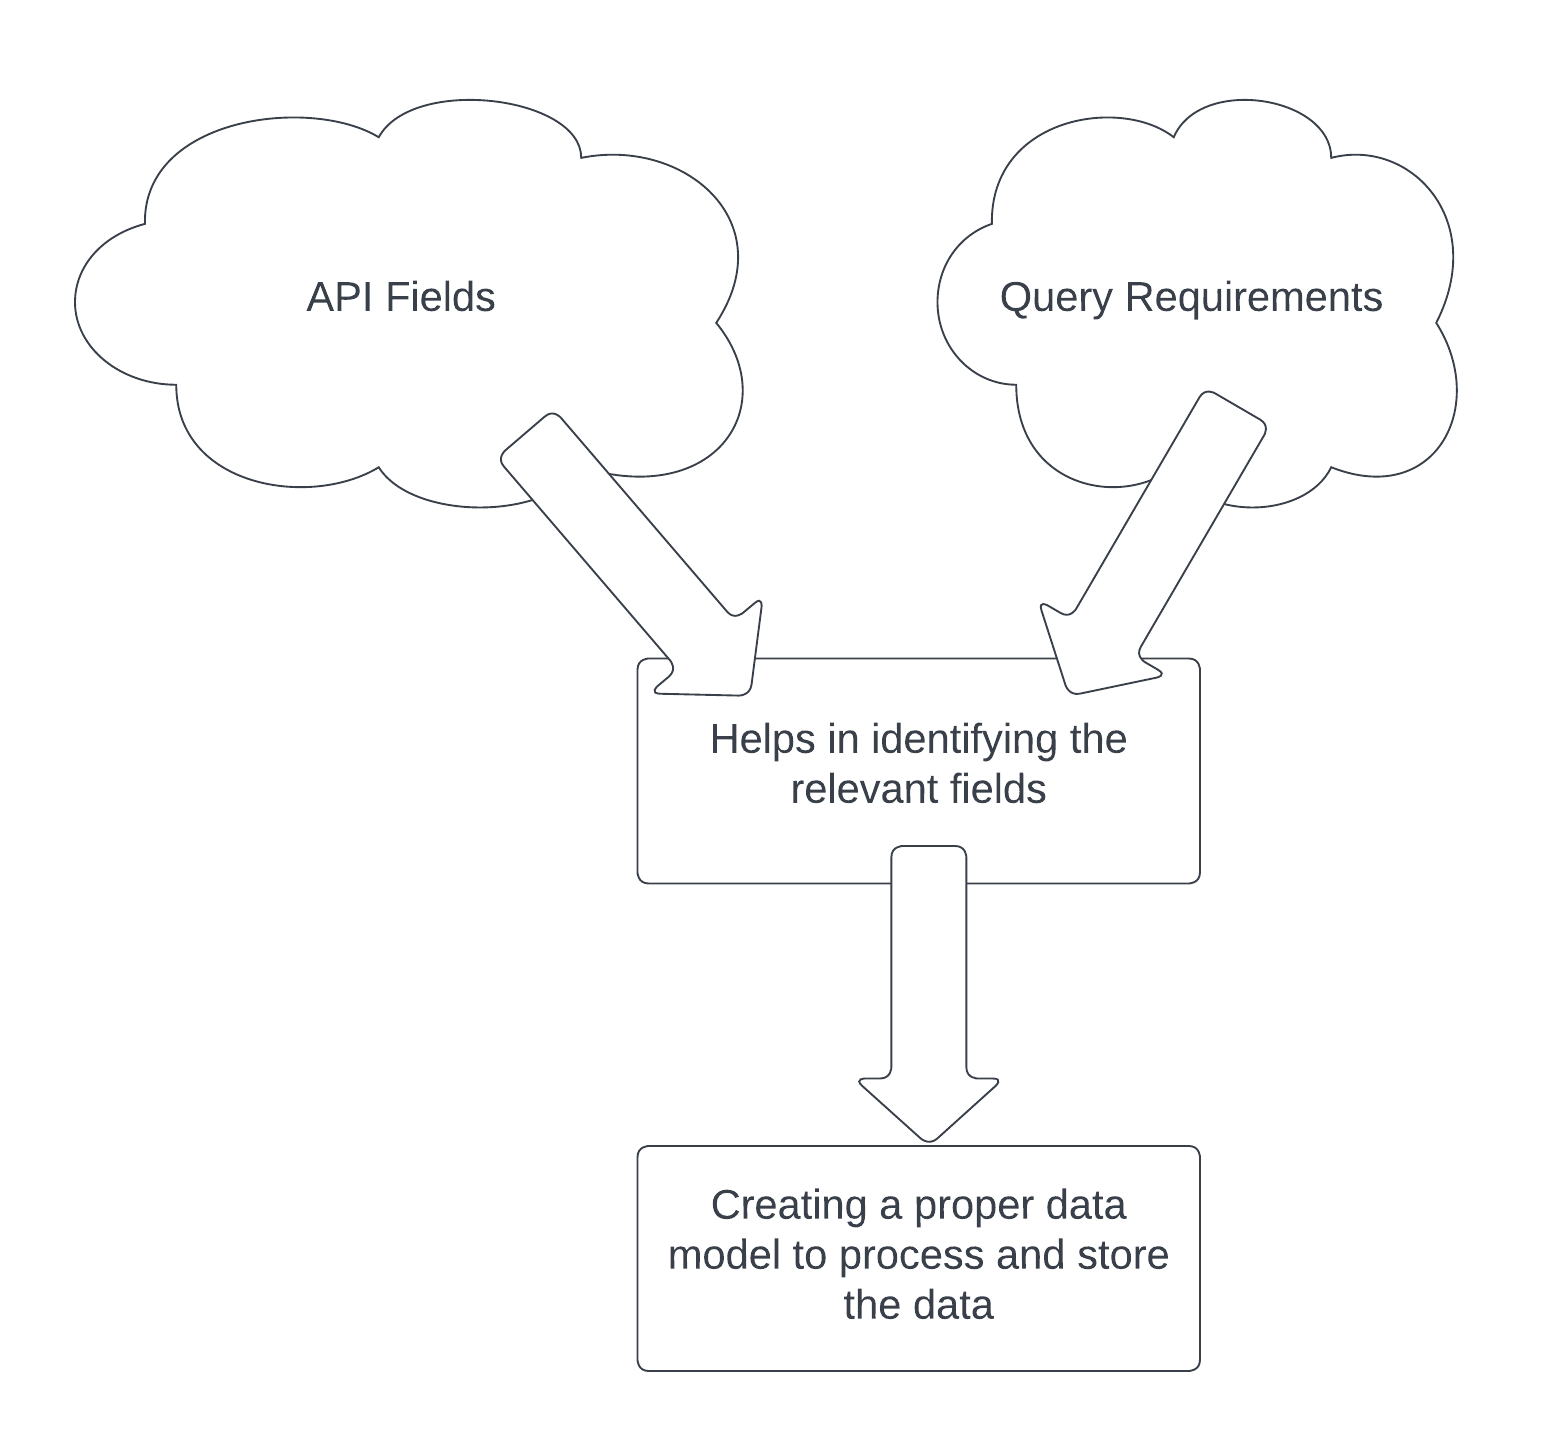 API Fields
Query Requirements
Helps in identifying the
relevant fields
Creating a proper data
model to process and store
the data